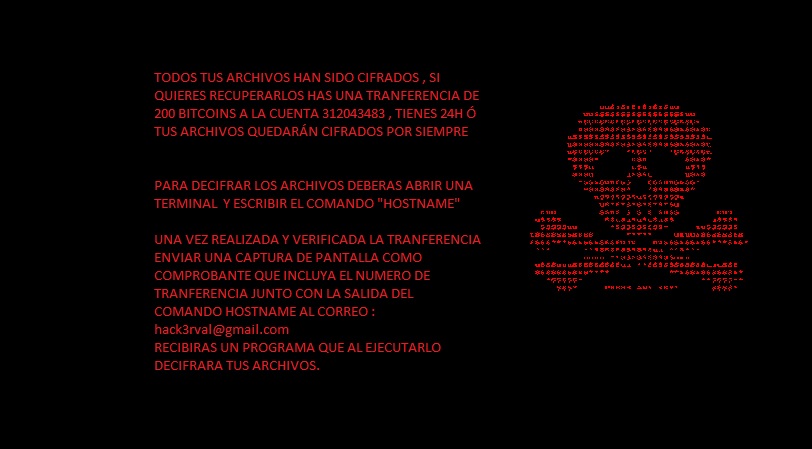 TODOS TUS ARCHIVOS HAN SIDO CIFRADOS , SI
QUIERES RECUPERARLOS HAS UNA TRANFERENCIA DE
200 BITCOINS A LA CUENTA 312043483 , TIENES 24H Ó
TUS ARCHIVOS QUEDARÁN CIFRADOS POR SIEMPRE
PARA DECIFRAR LOS ARCHIVOS DEBERAS ABRIR UNA
TERMINAL Y ESCRIBIR EL COMANDO "HOSTNAME"
UNA VEZ REALIZADA Y VERIFICADA LA TRANFERENCIA
ENVIAR UNA CAPTURA DE PANTALLA COMO
COMPROBANTE QUE INCLUYA EL NUMERO DE
TRANFERENCIA JUNTO CON LA SALIDA DEL
COMANDO HOSTNAME AL CORREO :
hack3rval@gmail.com
RECIBIRAS UN PROGRAMA QUE AL EJECUTARLO
DECIFRARA TUS ARCHIVOS.